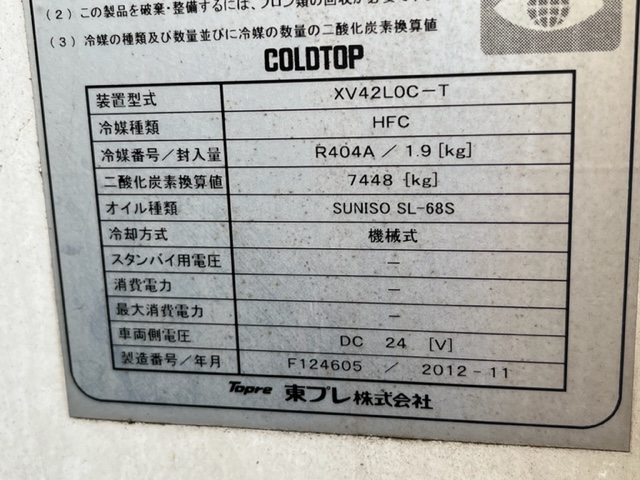 (2) この製品を破棄・整備するには、フロン類の回収が必要で
(3) 冷媒の種類及び数量並びに冷媒の数量の二酸化炭素換算値
COLDTOP
装置型式 XV42LOC-T
冷媒種類 HFC
冷媒番号/封入量 R404A / 1.9 [kg]
二酸化炭素換算値 7448 [kg]
オイル種類 SUNISO SL-68S
冷却方式 機械式
スタンバイ用電圧 —
消費電力 —
最大消費電力 —
車両側電圧 DC 24 [V]
製造番号/年月 F124605 / 2012-11
Topre 東プレ株式会社